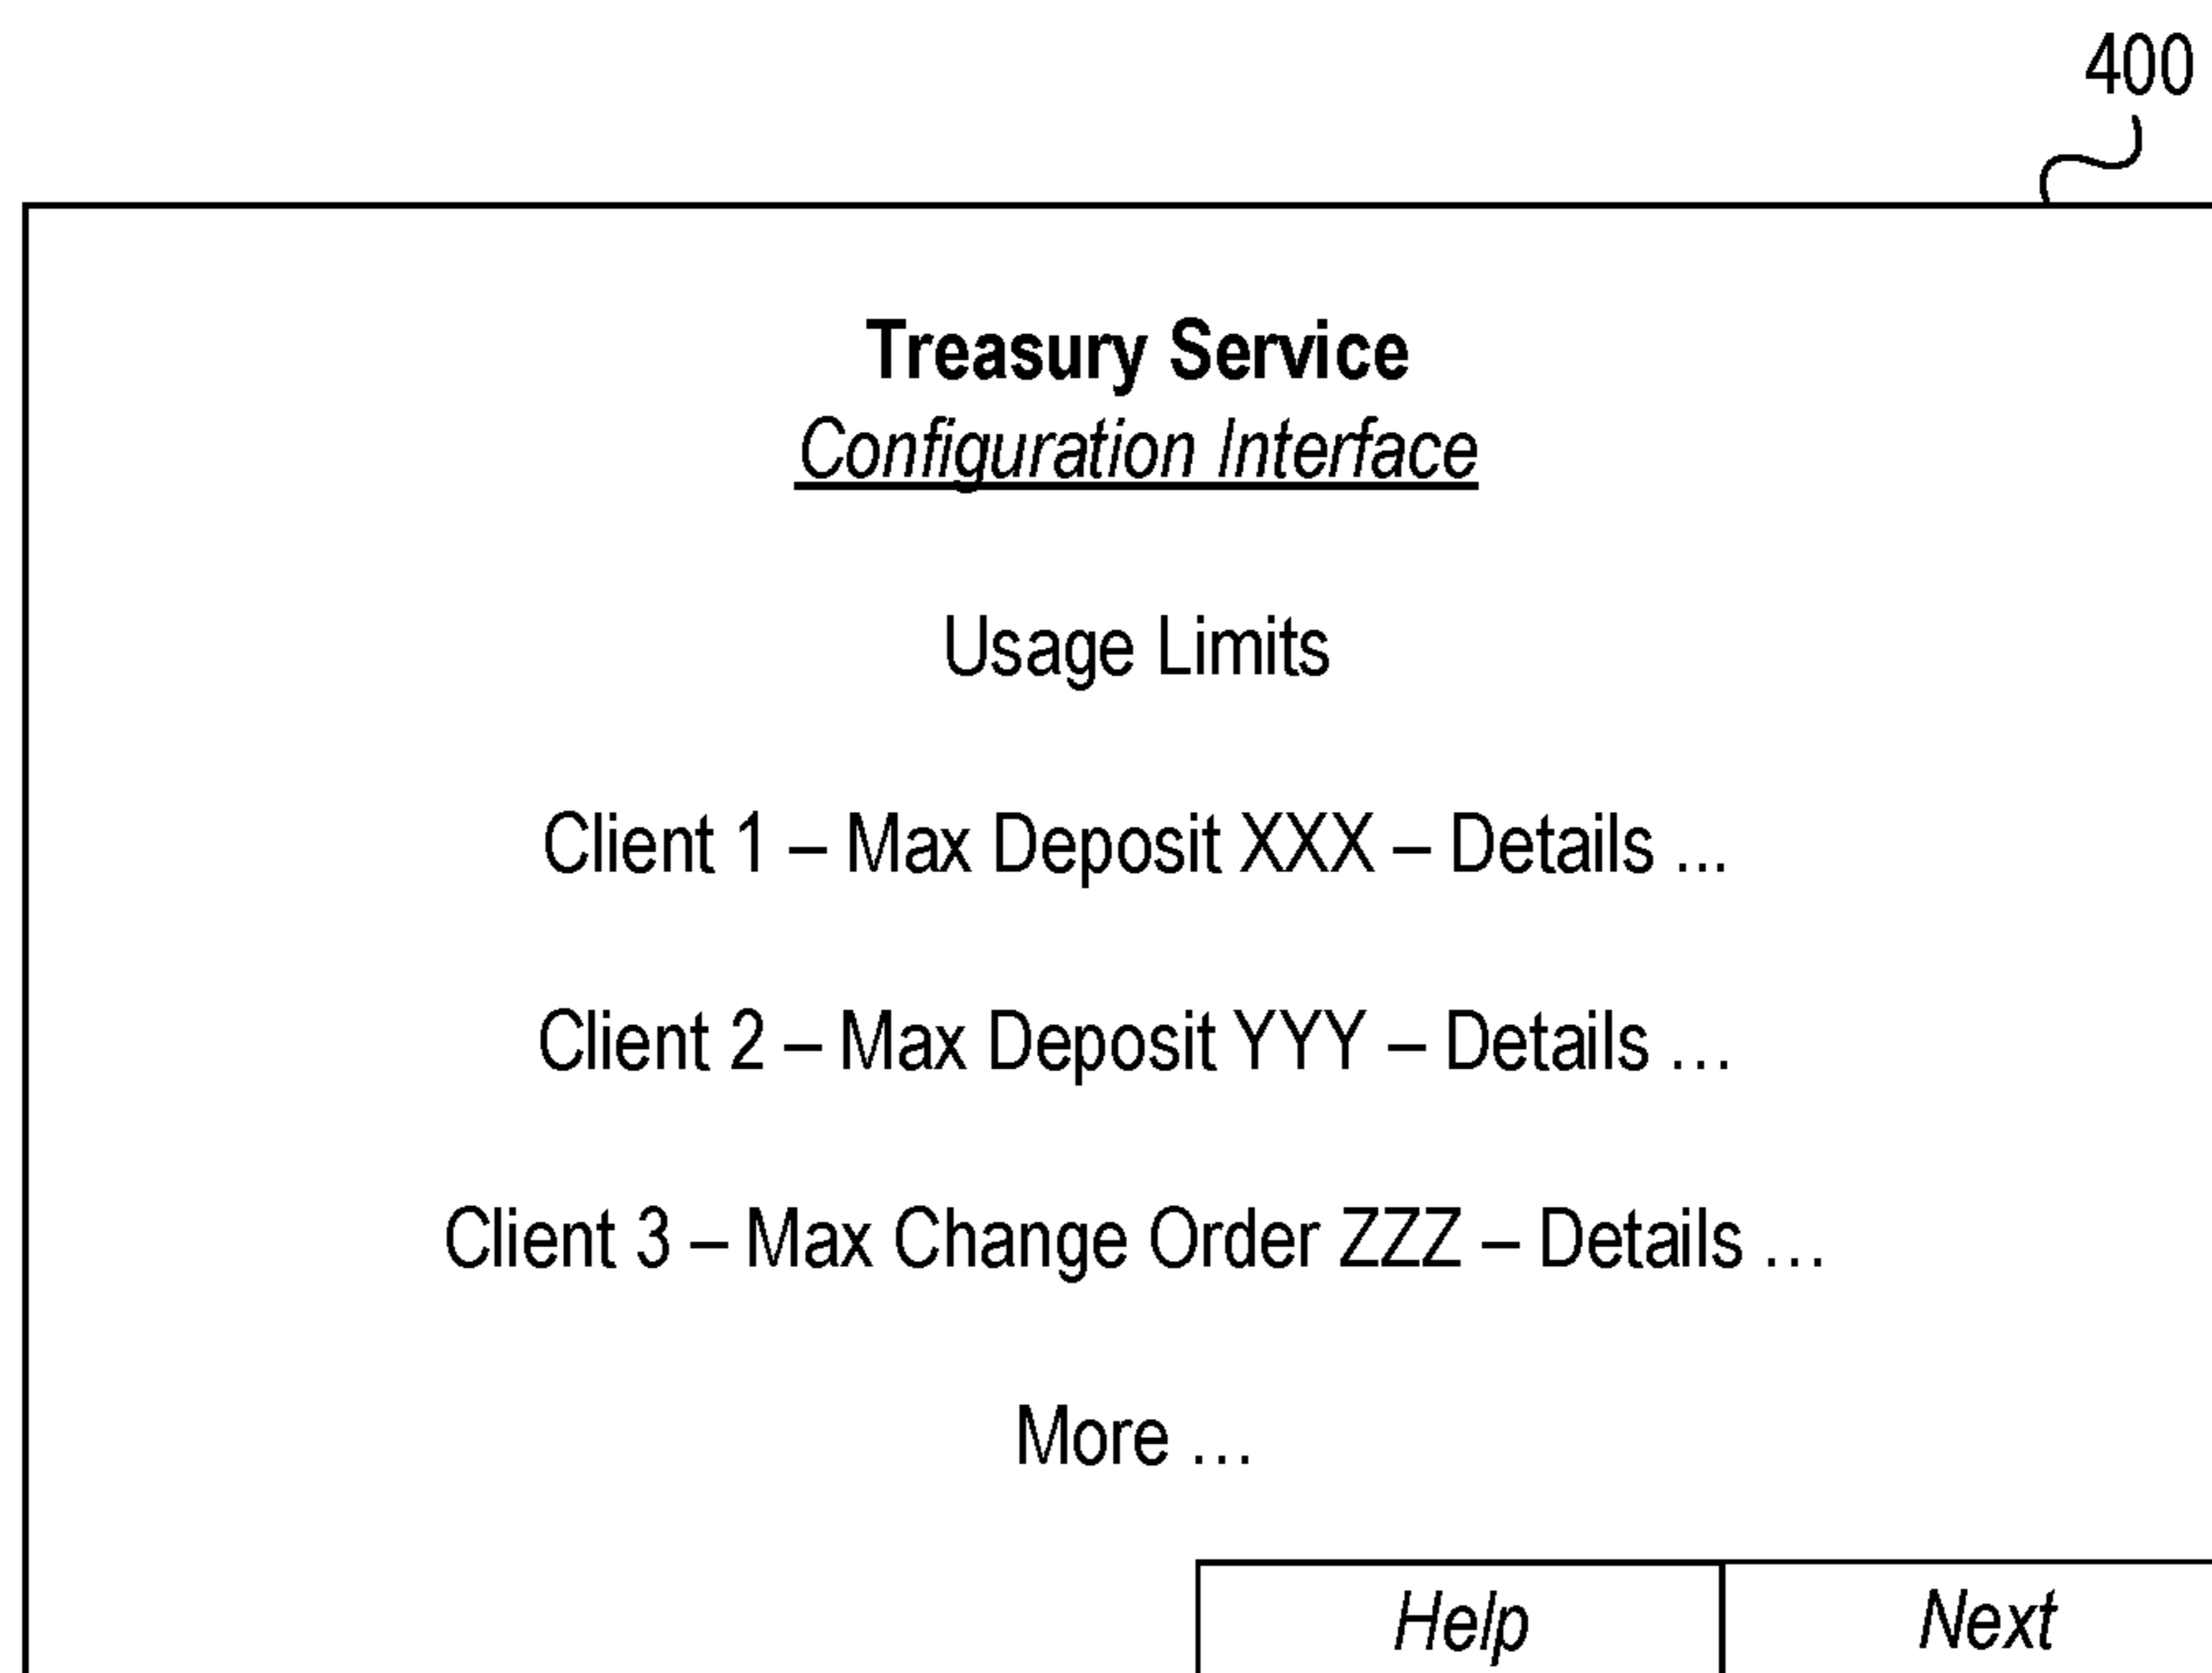 400
Treasury Service
Configuration Interface
Usage Limits
Client 1 – Max Deposit XXX – Details ...
Client 2 – Max Deposit YYY – Details …
Client 3 – Max Change Order ZZZ – Details …
More …
Help
Next